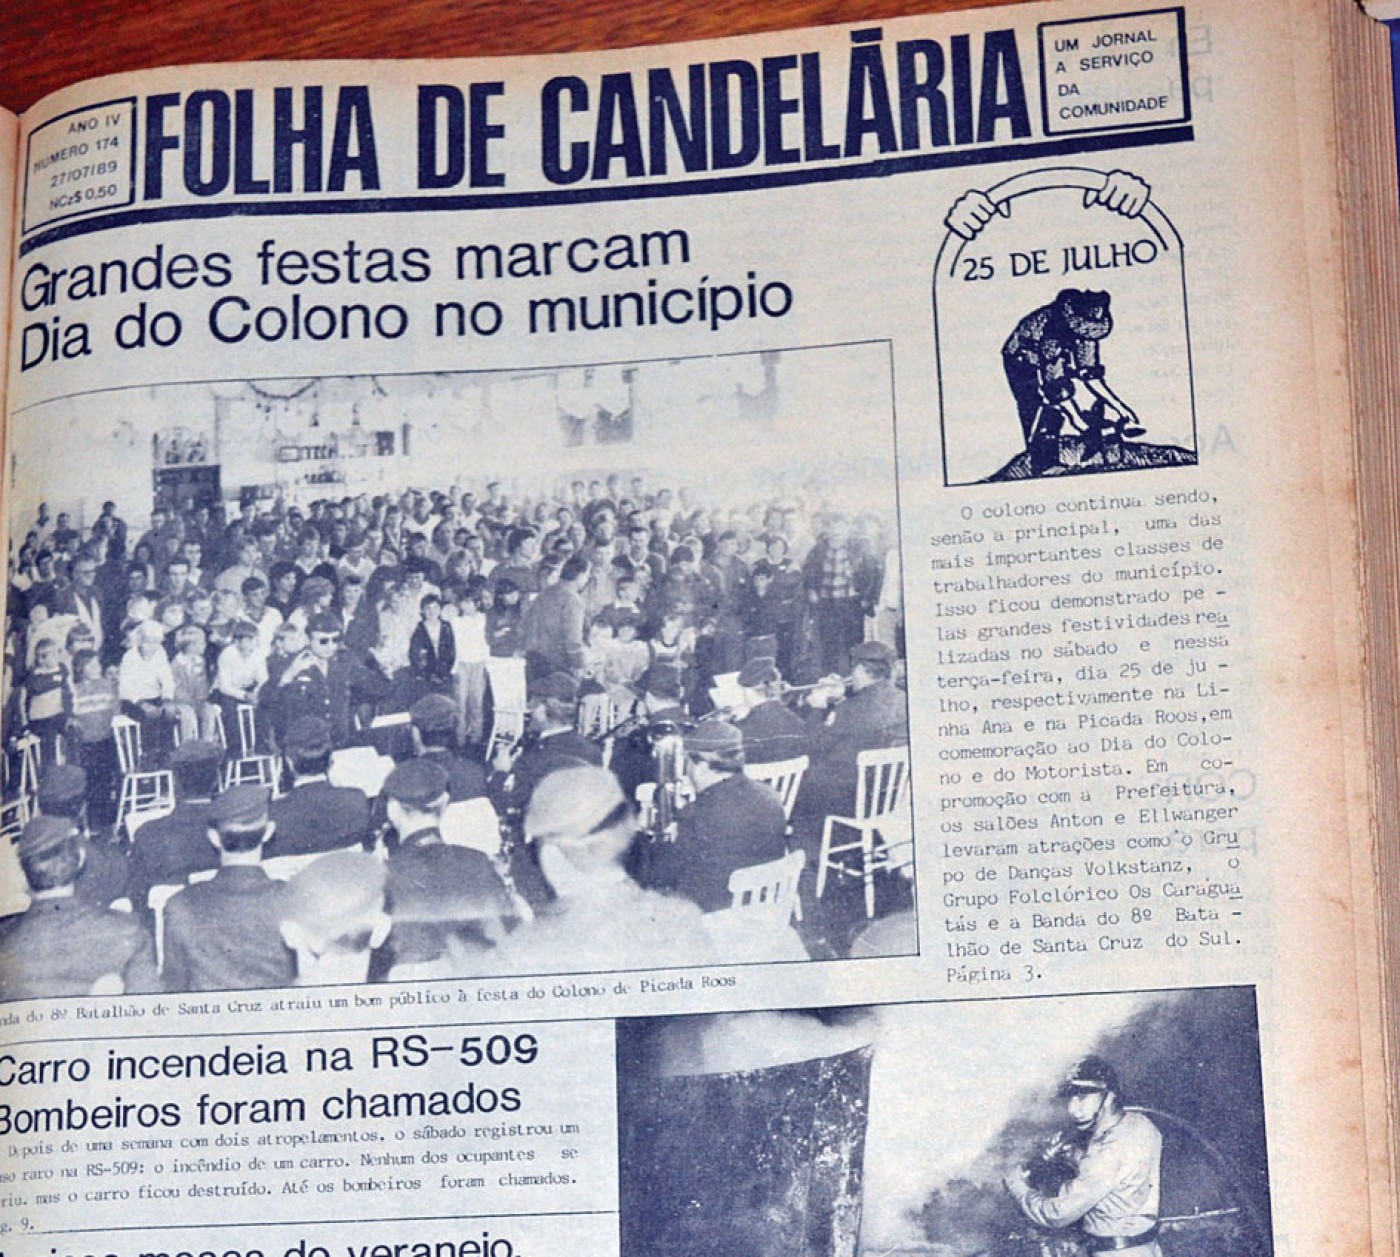 ANO IV
NUMERO 174
27/07/89
NCz$ 0,50
FOLHA DE CANDELÁRIA
UM JORNAL
A SERVIÇO
DA
COMUNIDADE
Grandes festas marcam
Dia do Colono no município
25 DE JULHO
O colono continua sendo,
senão a principal, uma das
mais importantes classes de
trabalhadores do município.
Isso ficou demonstrado pe -
las grandes festividades rea
lizadas no sábado e nessa
terça-feira, dia 25 de ju -
lho, respectivamente na Li-
nha Ana e na Picada Roos, em
comemoração ao Dia do Colo-
no e do Motorista. Em co-
promoção com a Prefeitura,
os salões Anton e Ellwanger
levaram atrações como o Gru
po de Danças Volkstanz, o
Grupo Folclórico Os Caragua
tás e a Banda do 8º Bata -
lhão de Santa Cruz do Sul.
Página 3.
nda do 8º Batalhão de Santa Cruz atraiu um bom público à festa do Colono de Picada Roos
Carro incendeia na RS-509
Bombeiros foram chamados
Depois de uma semana com dois atropelamentos, o sábado registrou um
so raro na RS-509: o incêndio de um carro. Nenhum dos ocupantes se
riu, mas o carro ficou destruído. Até os bombeiros foram chamados.
g. 9.
meses do veraneio,